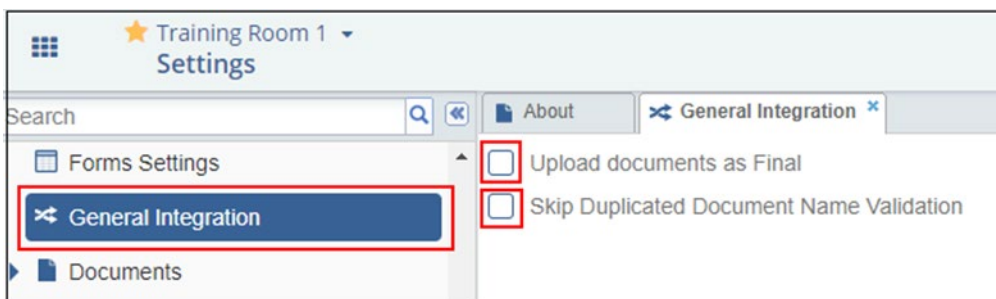 Training Room 1
Settings
Search
About
General Integration
Forms Settings
Upload documents as Final
General Integration
Skip Duplicated Document Name Validation
Documents